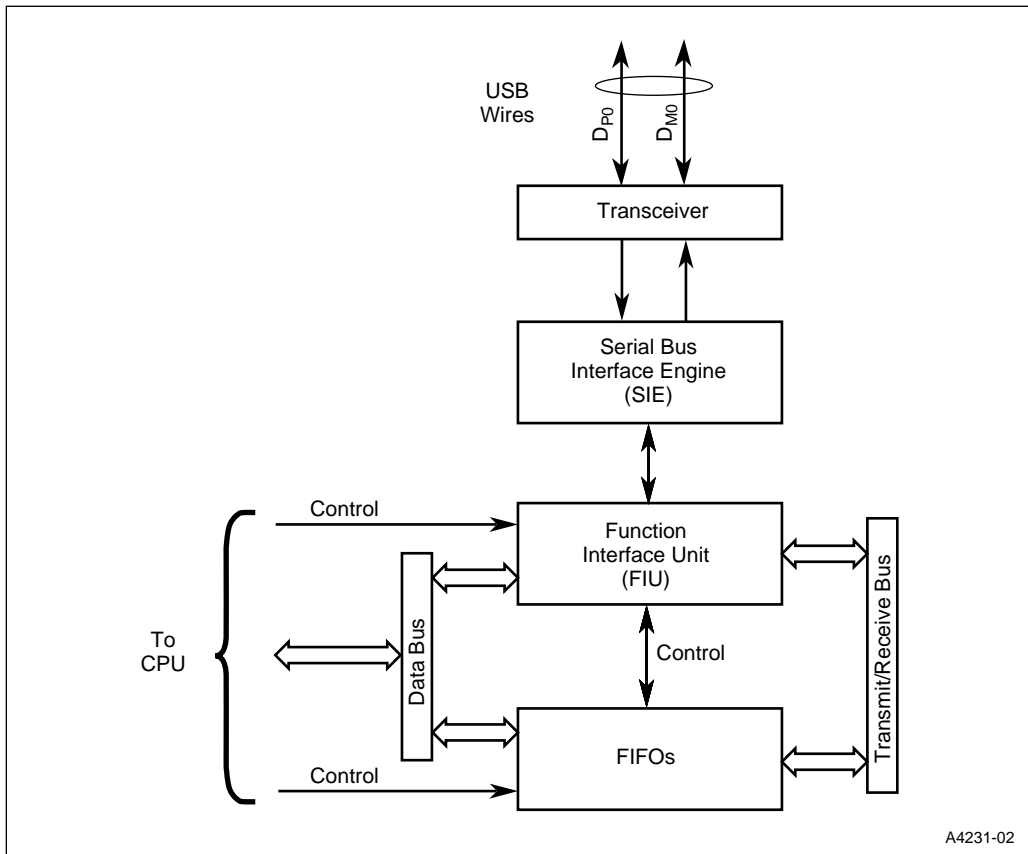 USB
Wires
DP0
DM0
Transceiver
Serial Bus
Interface Engine
(SIE)
Control
Function
Interface Unit
(FIU)
To
CPU
Data Bus
Control
Transmit/Receive Bus
Control
FIFOs
A4231-02